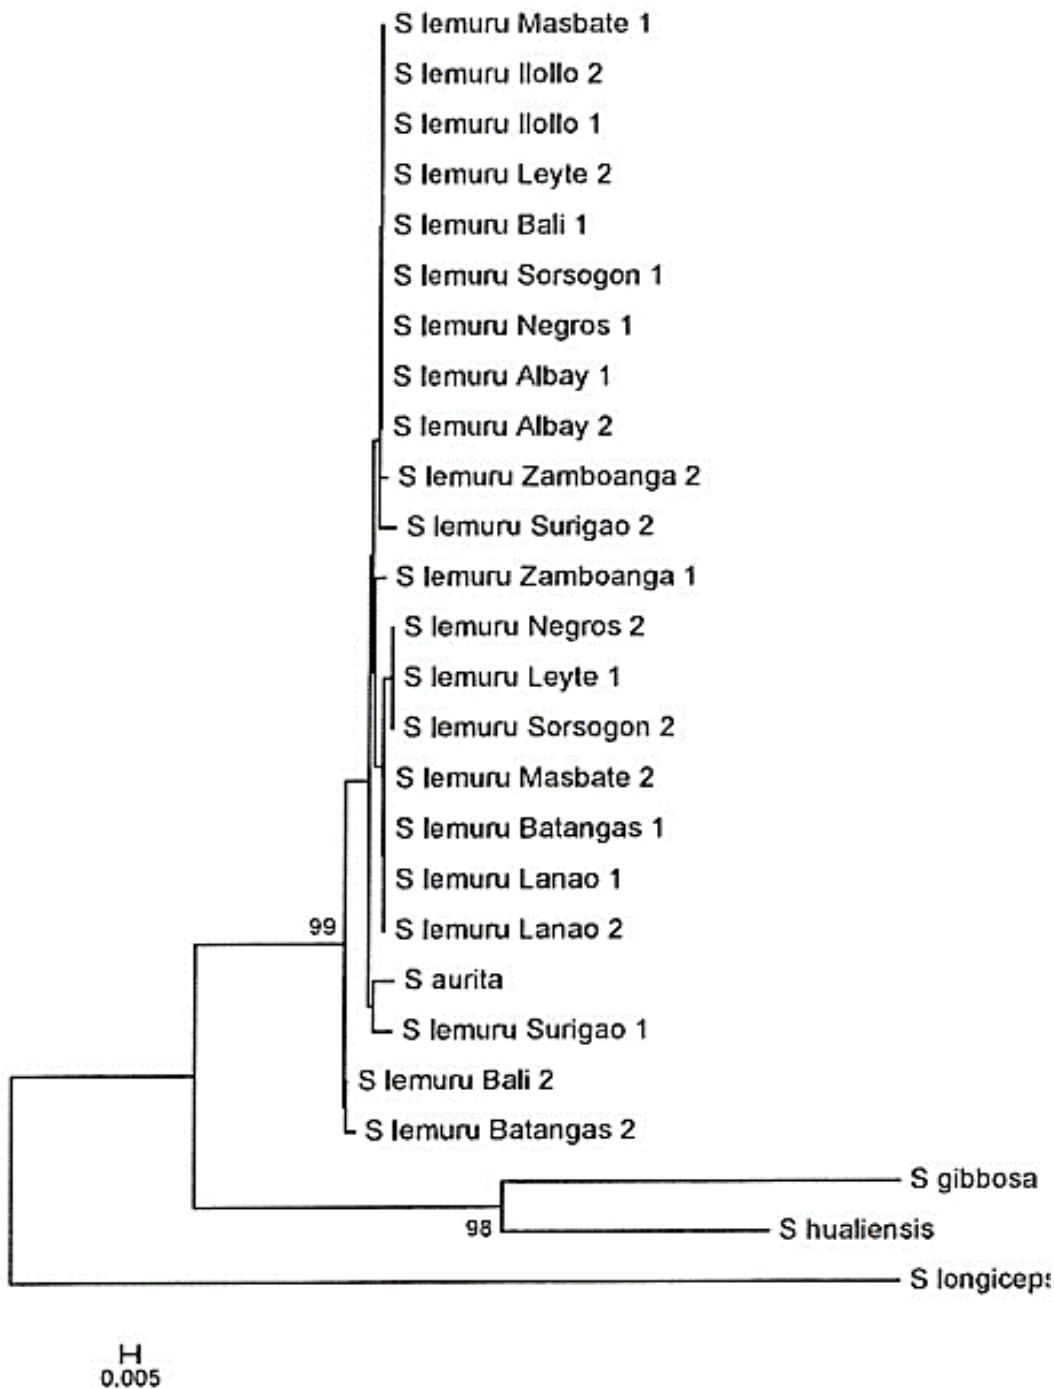 S lemuru Masbate 1
S lemuru Ilollo 2
S lemuru Ilollo 1
S lemuru Leyte 2
S lemuru Bali 1
S lemuru Sorsogon 1
S lemuru Negros 1
S lemuru Albay 1
S lemuru Albay 2
S lemuru Zamboanga 2
S lemuru Surigao 2
S lemuru Zamboanga 1
S lemuru Negros 2
S lemuru Leyte 1
S lemuru Sorsogon 2
S lemuru Masbate 2
S lemuru Batangas 1
S lemuru Lanao 1
S lemuru Lanao 2
99
S aurita
S lemuru Surigao 1
S lemuru Bali 2
S lemuru Batangas 2
S gibbosa
98
S hualiensis
S longiceps
0.005